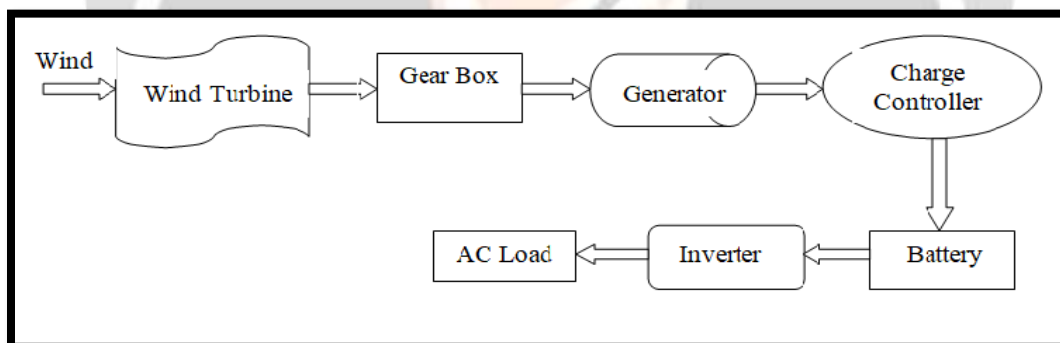 Wind
Wind Turbine
Gear Box
Generator
Charge
Controller
AC Load
Inverter
Battery